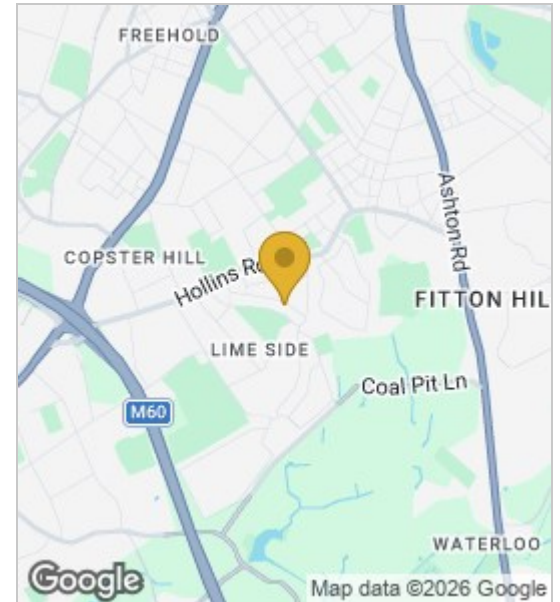 FREEHOLD
Ashton Rd
COPSTER HILL
Hollins Rd
FITTON HIL
LIME SIDE
Coal Pit Ln
M60
WATERLOO
Google
Map data ©2026 Google